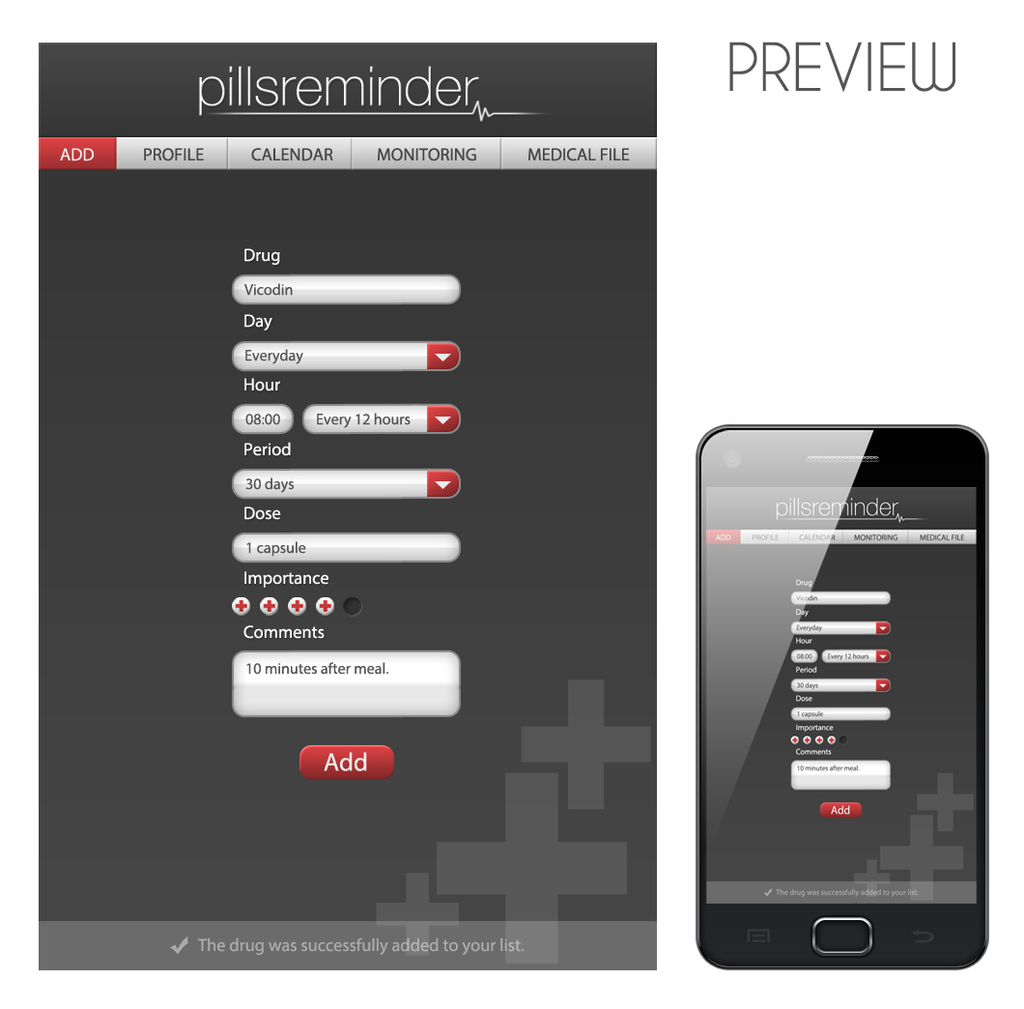 PREVIEW
pillsreminder
ADD PROFILE CALENDAR MONITORING MEDICAL FILE
Drug
Vicodin
Day
Everyday
Hour
08:00 Every 12 hours
Period
30 days
Dose
1 capsule
Importance
Comments
10 minutes after meal.
Add
The drug was successfully added to your list.
pillsreminder
ADD PROFILE CALENDAR MONITORING MEDICAL FILE
Drug
Vicodin
Day
Everyday
Hour
08:00 Every 12 hours
Period
30 days
Dose
1 capsule
Importance
Comments
10 minutes after meal.
Add
The drug was successfully added to your list.